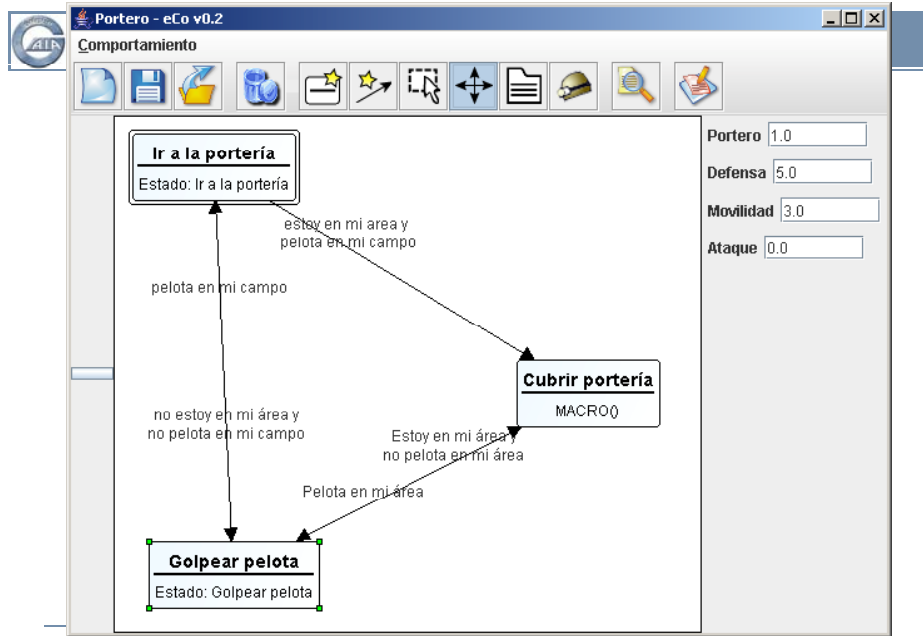 Portero - eCo v0.2
GAIA
Comportamiento
Ir a la portería
Estado: Ir a la portería
estoy en mi area y
pelota en mi campo
pelota en mi campo
Cubrir portería
MACRO()
no estoy en mi área y
no pelota en mi campo
Estoy en mi área y
no pelota en mi área
Pelota en mi área
Golpear pelota
Estado: Golpear pelota
Portero 1.0
Defensa 5.0
Movilidad 3.0
Ataque 0.0